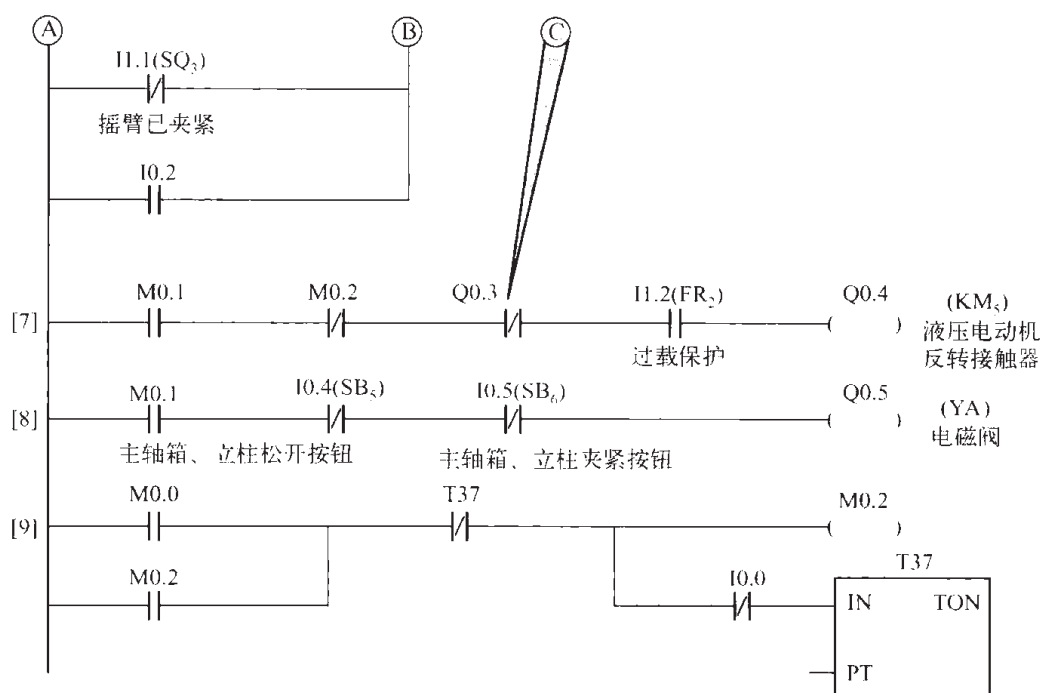 A B C
I1.1(SQ₃)
摇臂已夹紧
I0.2
M0.1 M0.2 Q0.3 I1.2(FR₂) Q0.4 (KM₅)
[7]
过载保护
液压电动机
反转接触器
M0.1 I0.4(SB₅) I0.5(SB₆) Q0.5 (YA)
[8]
主轴箱、立柱松开按钮 主轴箱、立柱夹紧按钮
电磁阀
M0.0 T37 M0.2
[9]
M0.2 I0.0 T37
IN TON
PT